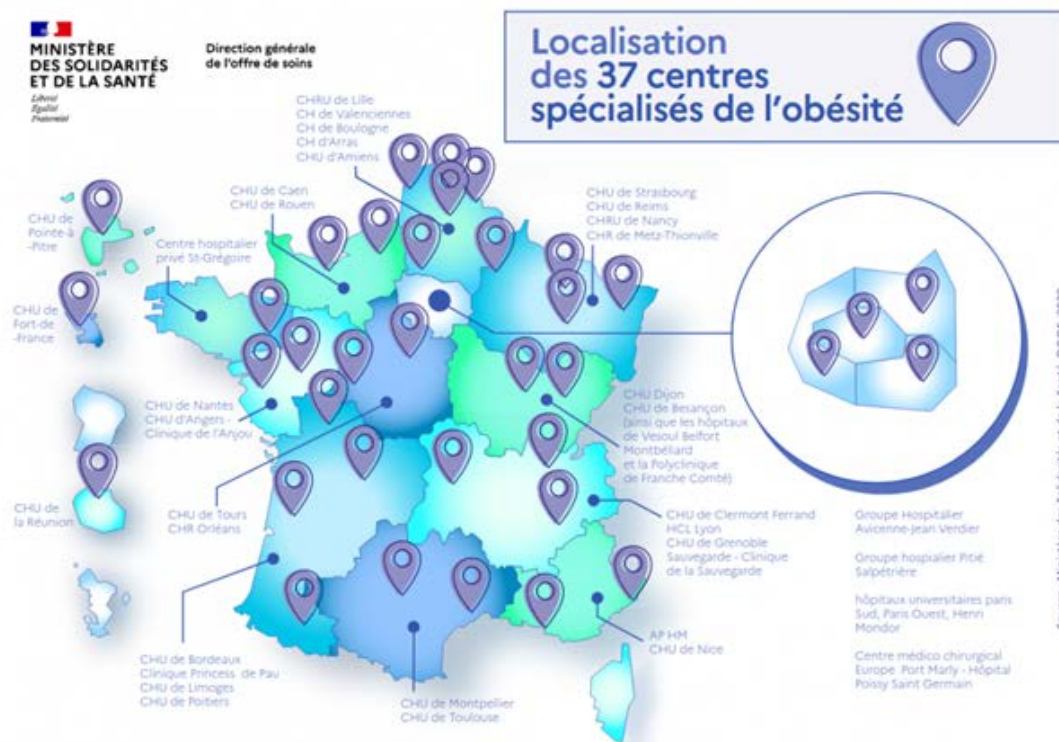 MINISTÈRE
DES SOLIDARITÉS
ET DE LA SANTÉ
Liberté
Égalité
Fraternité
Direction générale
de l'offre de soins
Localisation
des 37 centres
spécialisés de l'obésité
CHRU de Lille
CH de Valenciennes
CH de Boulogne
CH d'Arras
CHU d'Amiens
CHU de Caen
CHU de Rouen
CHU de Strasbourg
CHU de Reims
CHRU de Nancy
CHR de Metz-Thionville
CHU de
Pointe-à
-Pitre
Centre hospitalier
privé St-Grégoire
CHU de
Fort-de
-France
CHU de Nantes
CHU d'Angers -
Clinique de l'Anjou
CHU Dijon
CHU de Besançon
(ainsi que les hôpitaux
de Vesoul Belfort
Montbéliard
et la Polyclinique
de Franche Comté)
CHU de
la Réunion
CHU de Tours
CHR Orléans
CHU de Clermont Ferrand
HCL Lyon
CHU de Grenoble
Sauvegarde - Clinique
de la Sauvegarde
Groupe Hospitalier
Avicenne-Jean Verdier
Groupe hospialier Pitié
Salpétrière
hôpitaux universitaires paris
Sud, Paris Ouest, Henri
Mondor
Centre médico chirurgical
Europe Port Marly - Hôpital
Poissy Saint Germain
AP HM
CHU de Nice
CHU de Bordeaux
Clinique Princess de Pau
CHU de Limoges
CHU de Poitiers
CHU de Montpellier
CHU de Toulouse